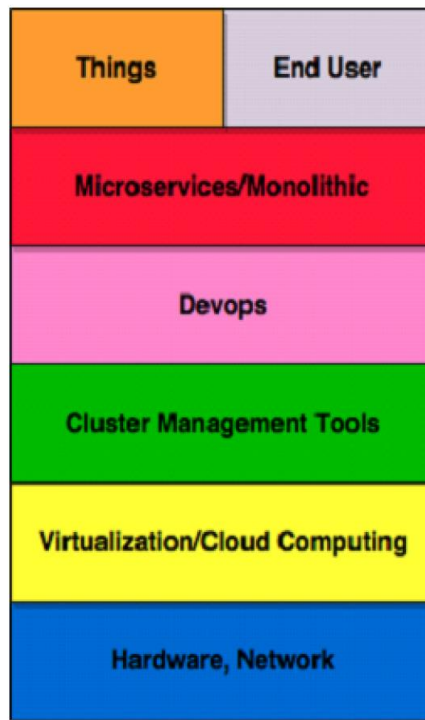 Things
End User
Microservices/Monolithic
Devops
Cluster Management Tools
Virtualization/Cloud Computing
Hardware, Network